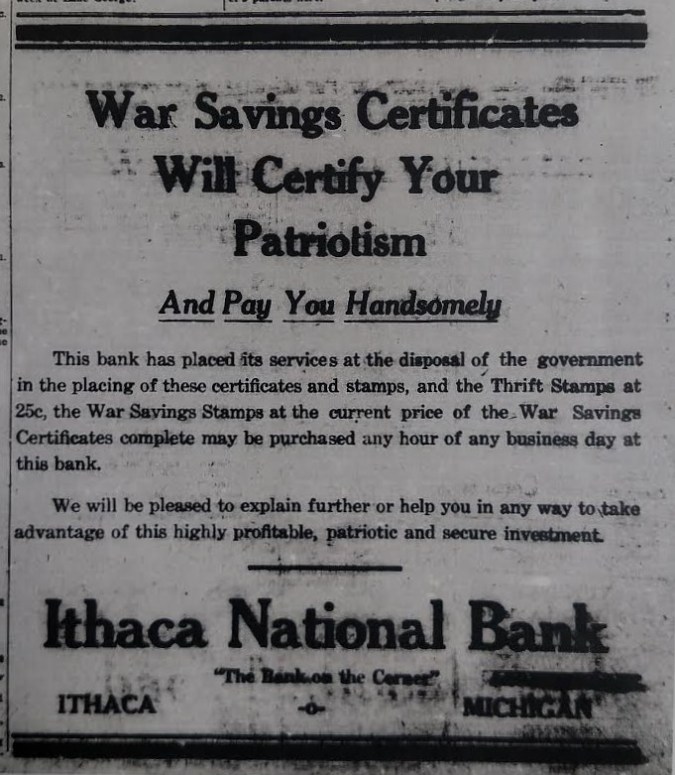 War Savings Certificates
Will Certify Your
Patriotism
And Pay You Handsomely
This bank has placed its services at the disposal of the government
in the placing of these certificates and stamps, and the Thrift Stamps at
25c, the War Savings Stamps at the current price of the War Savings
Certificates complete may be purchased any hour of any business day at
this bank.
We will be pleased to explain further or help you in any way to take
advantage of this highly profitable, patriotic and secure investment.
Ithaca National Bank
"The Bank on the Corner"
ITHACA -o- MICHIGAN